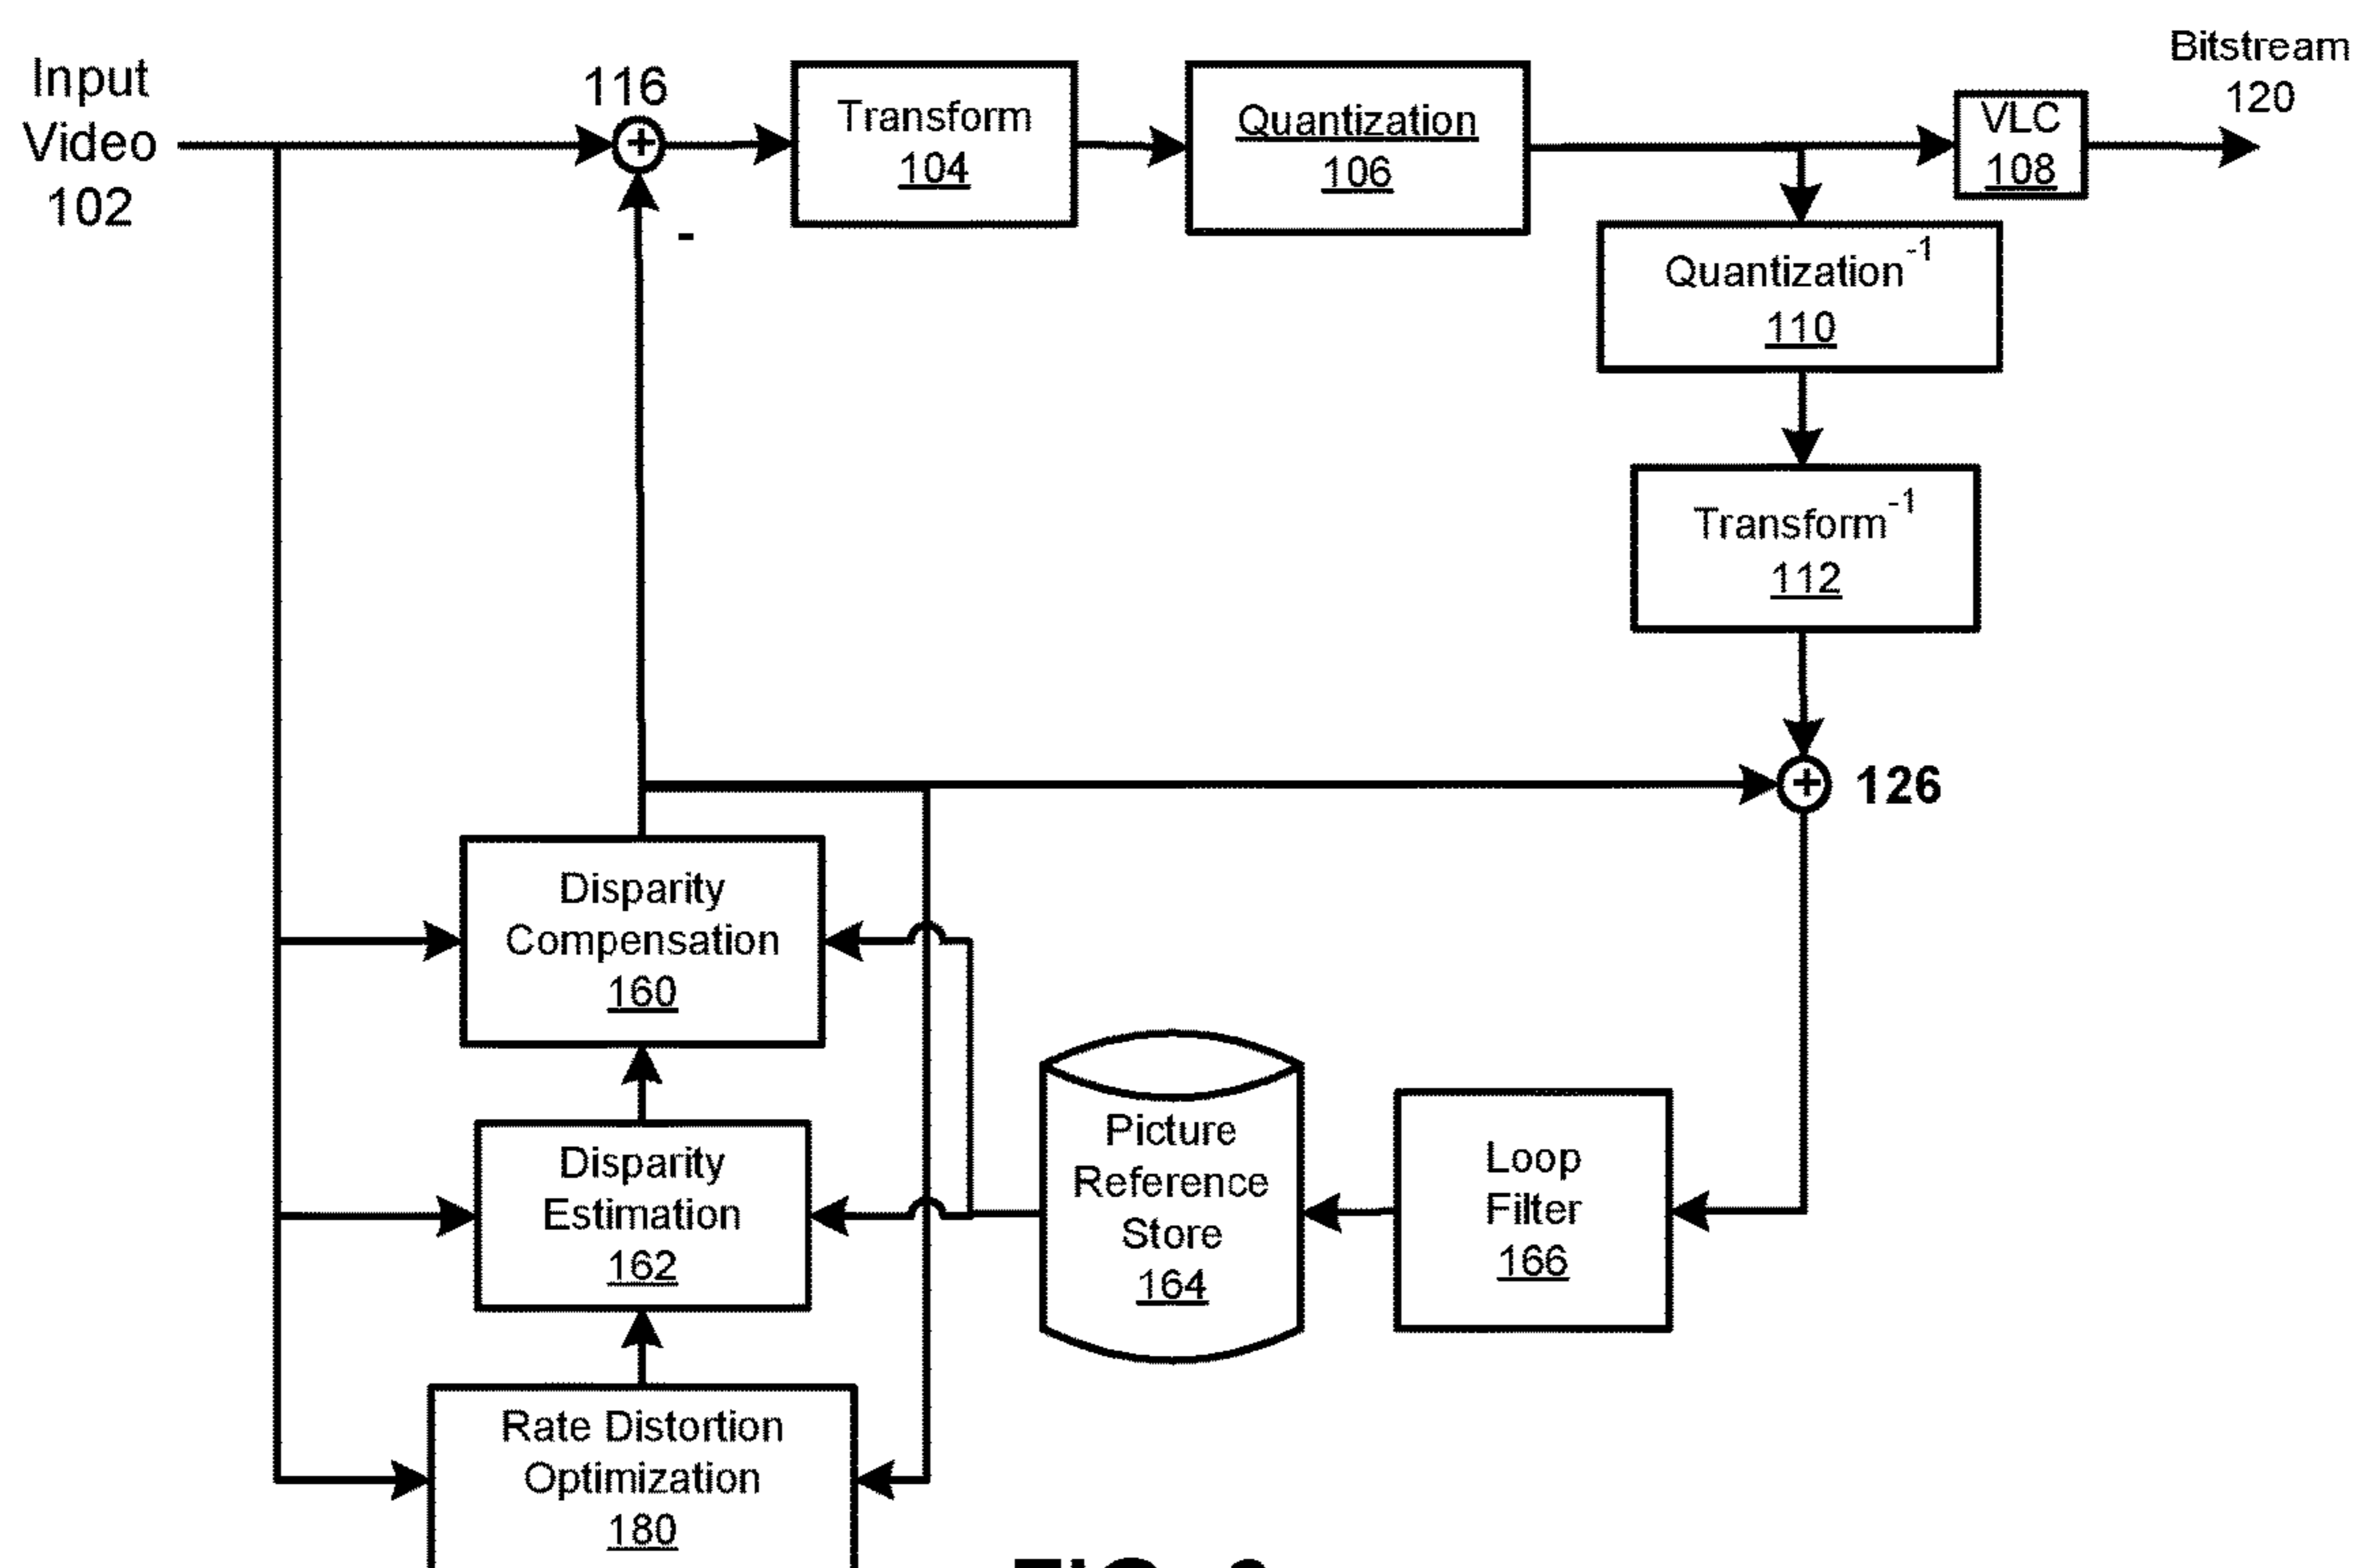 Input
Video
102
116
+
-
Transform
104
Quantization
106
VLC
108
Bitstream
120
Quantization-1
110
Transform-1
112
+
126
Disparity
Compensation
160
Disparity
Estimation
162
Picture
Reference
Store
164
Loop
Filter
166
Rate Distortion
Optimization
180